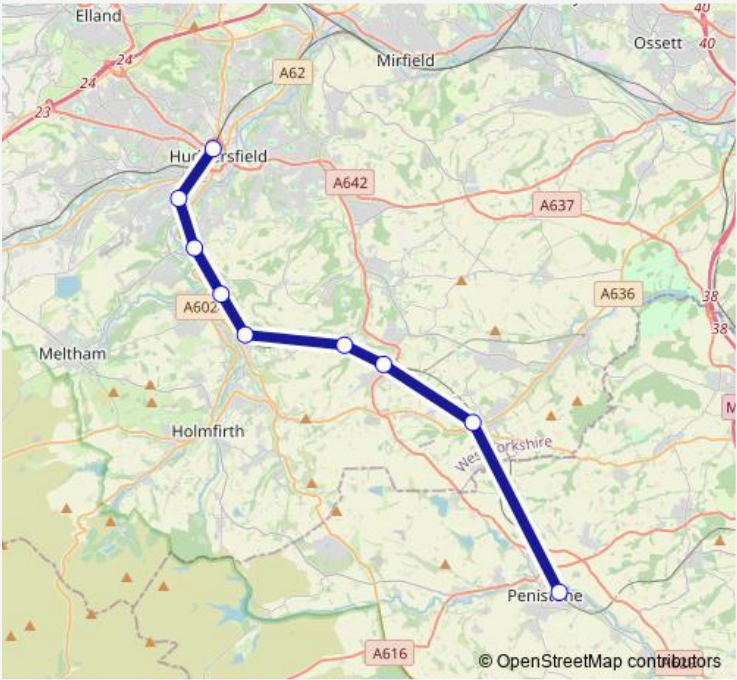 Elland
40
Ossett
40
24
24
A62
Mirfield
23
Huddersfield
A642
A637
A636
38
38
A602
Meltham
M
Holmfirth
West Yorkshire
Penistone
A616
© OpenStreetMap contributors